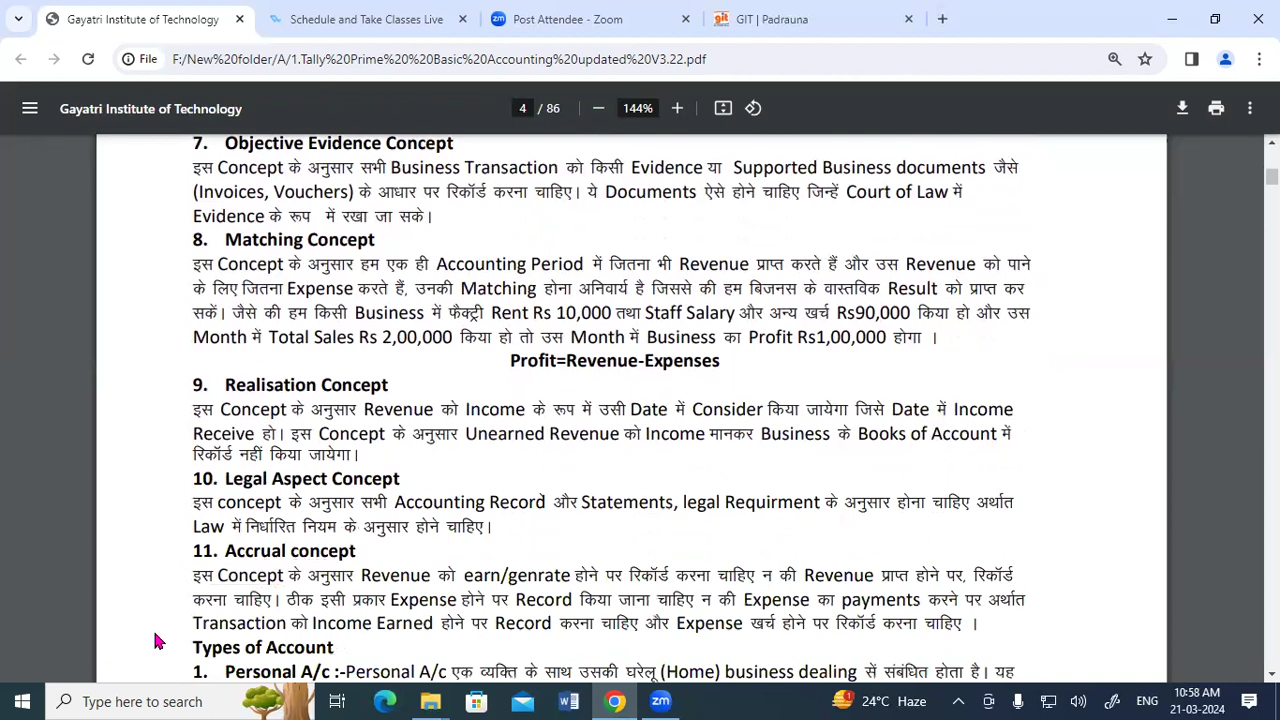 Gayatri Institute of Technology
Schedule and Take Classes Live
Post Attendee - Zoom
GIT | Padrauna
File
F:/New%20folder/A/1.Tally%20Prime%20%20Basic%20Accounting%20updated%20V3.22.pdf
Gayatri Institute of Technology
4 / 86
144%
7. Objective Evidence Concept
इस Concept के अनुसार सभी Business Transaction को किसी Evidence या Supported Business documents जैसे
(Invoices, Vouchers) के आधार पर रिकॉर्ड करना चाहिए। ये Documents ऐसे होने चाहिए जिन्हें Court of Law में
Evidence के रूप में रखा जा सके।
8. Matching Concept
इस Concept के अनुसार हम एक ही Accounting Period में जितना भी Revenue प्राप्त करते हैं और उस Revenue को पाने
के लिए जितना Expense करते हैं, उनकी Matching होना अनिवार्य है जिससे की हम बिजनस के वास्तविक Result को प्राप्त कर
सकें। जैसे की हम किसी Business में फैक्ट्री Rent Rs 10,000 तथा Staff Salary और अन्य खर्च Rs90,000 किया हो और उस
Month में Total Sales Rs 2,00,000 किया हो तो उस Month में Business का Profit Rs1,00,000 होगा ।
Profit=Revenue-Expenses
9. Realisation Concept
इस Concept के अनुसार Revenue को Income के रूप में उसी Date में Consider किया जायेगा जिसे Date में Income
Receive हो। इस Concept के अनुसार Unearned Revenue को Income मानकर Business के Books of Account में
रिकॉर्ड नहीं किया जायेगा।
10. Legal Aspect Concept
इस concept के अनुसार सभी Accounting Record और Statements, legal Requirment के अनुसार होना चाहिए अर्थात
Law में निर्धारित नियम के अनुसार होने चाहिए।
11. Accrual concept
इस Concept के अनुसार Revenue को earn/genrate होने पर रिकॉर्ड करना चाहिए न की Revenue प्राप्त होने पर, रिकॉर्ड
करना चाहिए। ठीक इसी प्रकार Expense होने पर Record किया जाना चाहिए न की Expense का payments करने पर अर्थात
Transaction को Income Earned होने पर Record करना चाहिए और Expense खर्च होने पर रिकॉर्ड करना चाहिए ।
Types of Account
1. Personal A/c :-Personal A/c एक व्यक्ति के साथ उसकी घरेलू (Home) business dealing सें संबंधित होता है। यह
Type here to search
1
24°C Haze
ENG
10:58 AM
21-03-2024